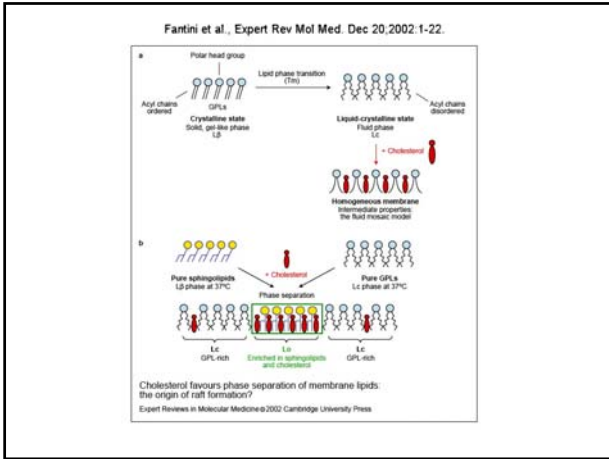 Fantini et al., Expert Rev Mol Med. Dec 20;2002:1-22.
a
Polar head group
Lipid phase transition
(Tm)
Acyl chains
ordered
GPLs
Crystalline state
Solid, gel-like phase
Lβ
Liquid-crystalline state
Fluid phase
Lc
Acyl chains
disordered
+ Cholesterol
Homogeneous membrane
Intermediate properties:
the fluid mosaic model
b
+ Cholesterol
Pure sphingolipids
Lβ phase at 37ºC
Pure GPLs
Lc phase at 37ºC
Phase separation
Lc
GPL-rich
Lo
Enriched in sphingolipids
and cholesterol
Lc
GPL-rich
Cholesterol favours phase separation of membrane lipids:
the origin of raft formation?
Expert Reviews in Molecular Medicine©2002 Cambridge University Press